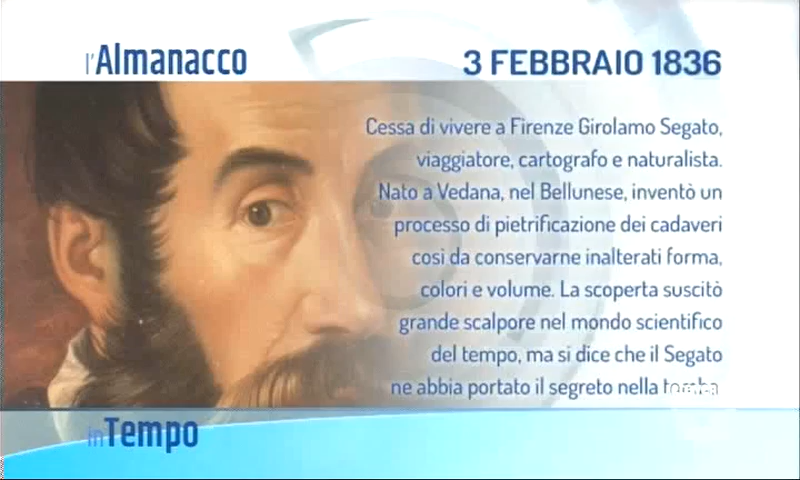 l'Almanacco
3 FEBBRAIO 1836
Cessa di vivere a Firenze Girolamo Segato,
viaggiatore, cartografo e naturalista.
Nato a Vedana, nel Bellunese, inventò un
processo di pietrificazione dei cadaveri
così da conservarne inalterati forma,
colori e volume. La scoperta suscitò
grande scalpore nel mondo scientifico
del tempo, ma si dice che il Segato
ne abbia portato il segreto nella tomba.
inTempo